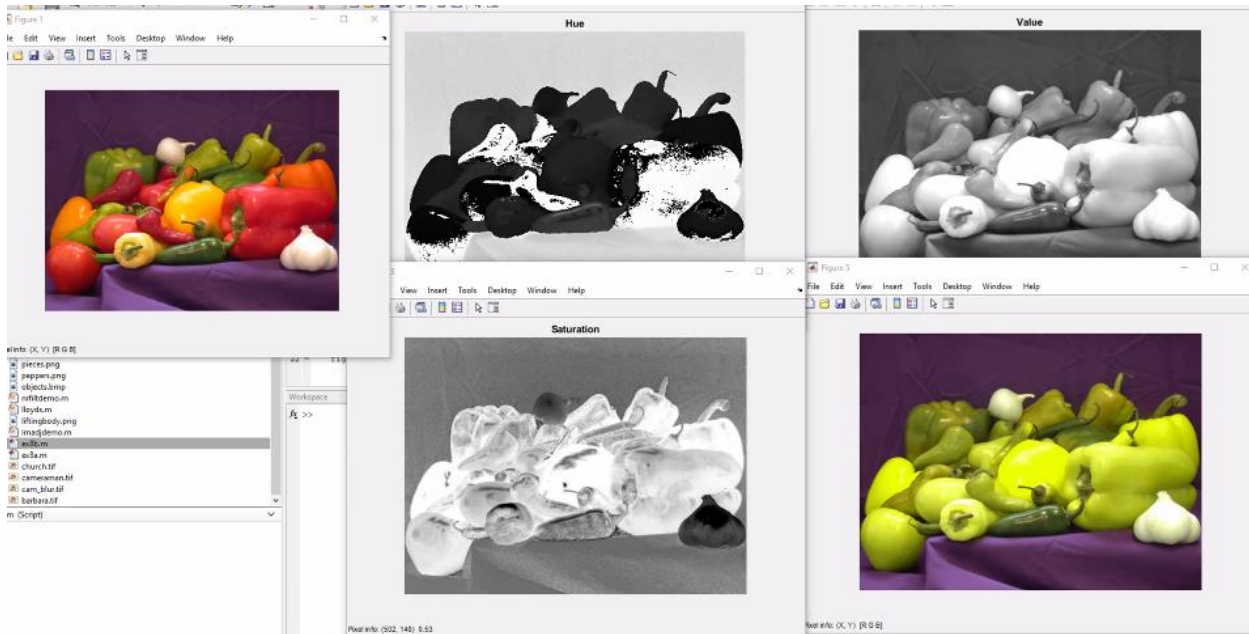 Figure 1
File Edit View Insert Tools Desktop Window Help
Pixel info: (X, Y) [R G B]
Hue
Value
View Insert Tools Desktop Window Help
Saturation
Pixel info: (502, 140) 0.53
Figure 5
File Edit View Insert Tools Desktop Window Help
Pixel info: (X, Y) [R G B]
pieces.png
peppers.png
objects.bmp
nrfiltdemo.m
lloyds.m
liftingbody.png
imadjdemo.m
ex8b.m
ex8a.m
church.tif
cameraman.tif
cam_blur.tif
barbara.tif
m (Script)
Workspace
fx >>